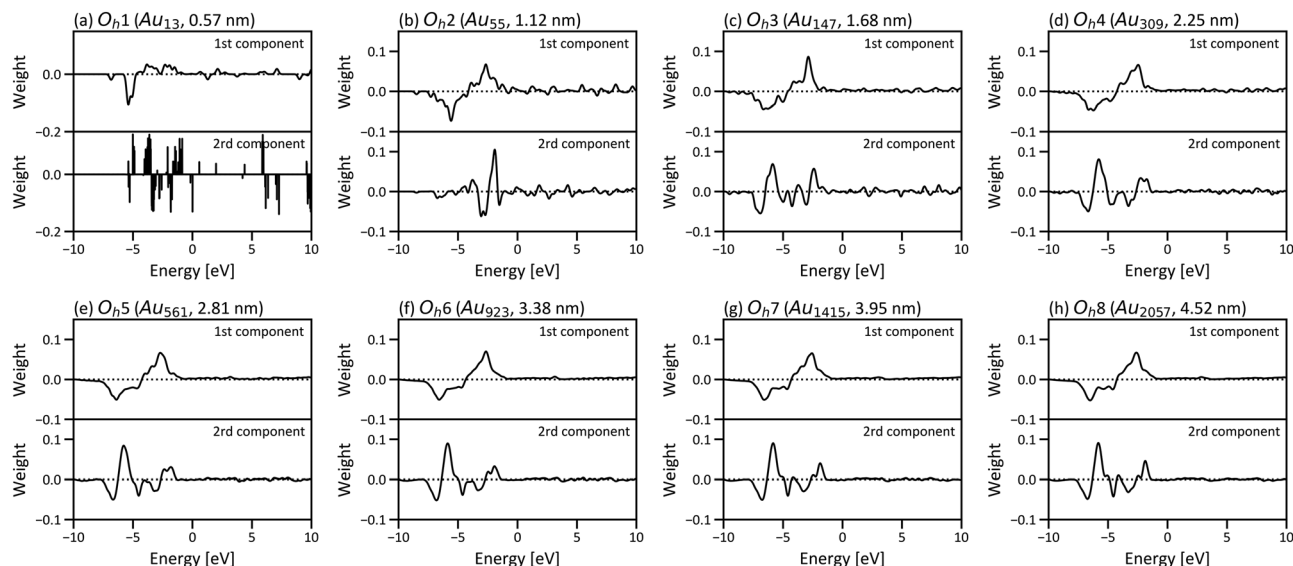 (a) Oh1 (Au13, 0.57 nm)
1st component
0.0
Weight
−0.2
2rd component
0.0
Weight
−0.2
−10 −5 0 5 10
Energy [eV]
(b) Oh2 (Au55, 1.12 nm)
1st component
0.1
0.0
Weight
−0.1
2rd component
0.1
0.0
Weight
−0.1
−10 −5 0 5 10
Energy [eV]
(c) Oh3 (Au147, 1.68 nm)
1st component
0.1
0.0
Weight
−0.1
2rd component
0.1
0.0
Weight
−0.1
−10 −5 0 5 10
Energy [eV]
(d) Oh4 (Au309, 2.25 nm)
1st component
0.1
0.0
Weight
−0.1
2rd component
0.1
0.0
Weight
−0.1
−10 −5 0 5 10
Energy [eV]
(e) Oh5 (Au561, 2.81 nm)
1st component
0.1
0.0
Weight
−0.1
2rd component
0.1
0.0
Weight
−0.1
−10 −5 0 5 10
Energy [eV]
(f) Oh6 (Au923, 3.38 nm)
1st component
0.1
0.0
Weight
−0.1
2rd component
0.1
0.0
Weight
−0.1
−10 −5 0 5 10
Energy [eV]
(g) Oh7 (Au1415, 3.95 nm)
1st component
0.1
0.0
Weight
−0.1
2rd component
0.1
0.0
Weight
−0.1
−10 −5 0 5 10
Energy [eV]
(h) Oh8 (Au2057, 4.52 nm)
1st component
0.1
0.0
Weight
−0.1
2rd component
0.1
0.0
Weight
−0.1
−10 −5 0 5 10
Energy [eV]